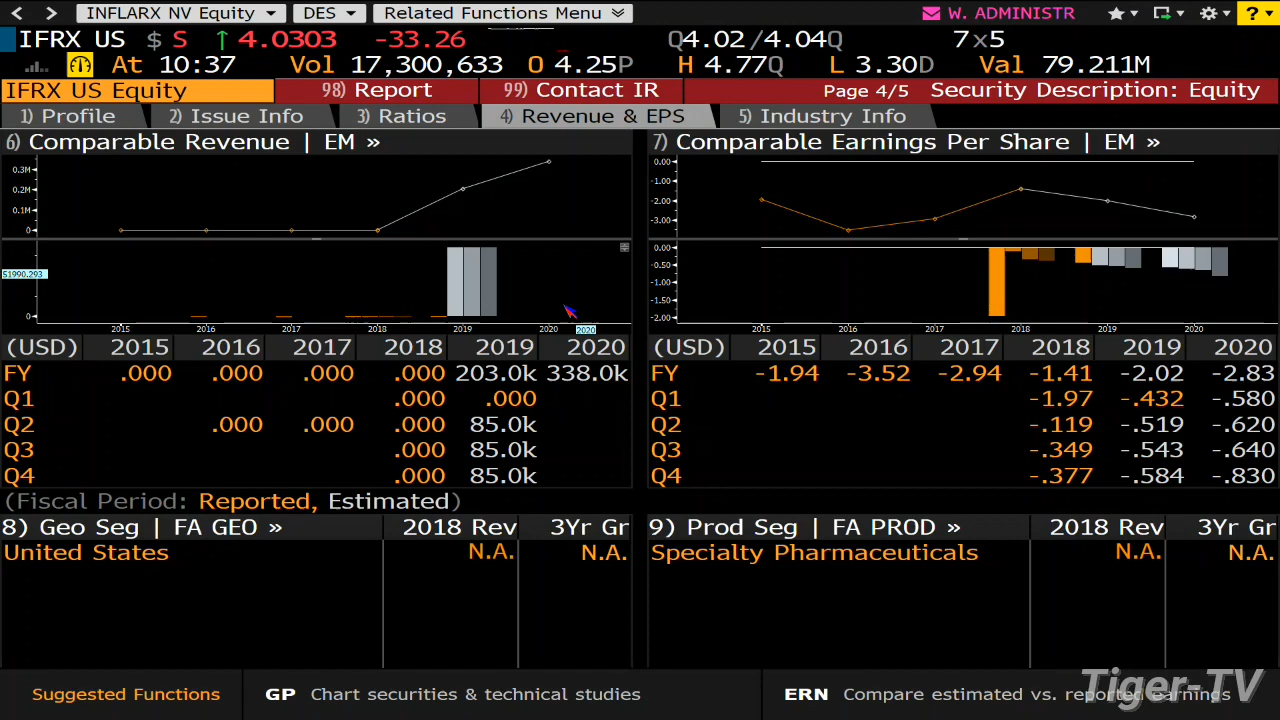 < > INFLARX NV Equity DES Related Functions Menu W. ADMINISTR ?
IFRX US $ S ↑ 4.0303 -33.26 Q4.02/4.04Q 7x5
At 10:37 Vol 17,300,633 O 4.25P H 4.77Q L 3.30D Val 79.211M
IFRX US Equity 98) Report 99) Contact IR Page 4/5 Security Description: Equity
1) Profile 2) Issue Info 3) Ratios 4) Revenue & EPS 5) Industry Info
6) Comparable Revenue | EM »
0.3M
0.2M
0.1M
0
51990.293
0
2015 2016 2017 2018 2019 2020 2020
(USD) 2015 2016 2017 2018 2019 2020
FY .000 .000 .000 .000 203.0k 338.0k
Q1 .000 .000
Q2 .000 .000 .000 85.0k
Q3 .000 85.0k
Q4 .000 85.0k
7) Comparable Earnings Per Share | EM »
0.00
-1.00
-2.00
-3.00
0.00
-0.50
-1.00
-1.50
-2.00
2015 2016 2017 2018 2019 2020
(USD) 2015 2016 2017 2018 2019 2020
FY -1.94 -3.52 -2.94 -1.41 -2.02 -2.83
Q1 -1.97 -.432 -.580
Q2 -.119 -.519 -.620
Q3 -.349 -.543 -.640
Q4 -.377 -.584 -.830
(Fiscal Period: Reported, Estimated)
8) Geo Seg | FA GEO » 2018 Rev 3Yr Gr
United States N.A. N.A.
9) Prod Seg | FA PROD » 2018 Rev 3Yr Gr
Specialty Pharmaceuticals N.A. N.A.
Suggested Functions GP Chart securities & technical studies ERN Compare estimated vs. reported earnings
Tiger-TV